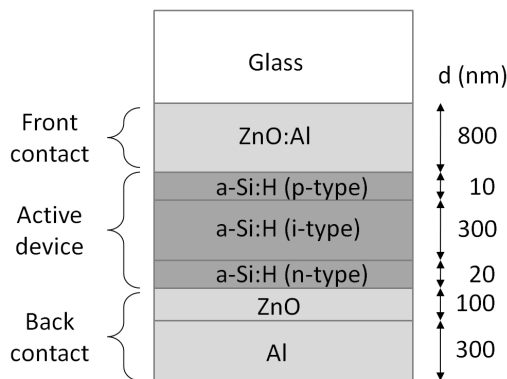 Glass
d (nm)
Front
contact
ZnO:Al
800
a-Si:H (p-type)
10
Active
device
a-Si:H (i-type)
300
a-Si:H (n-type)
20
ZnO
100
Back
contact
Al
300